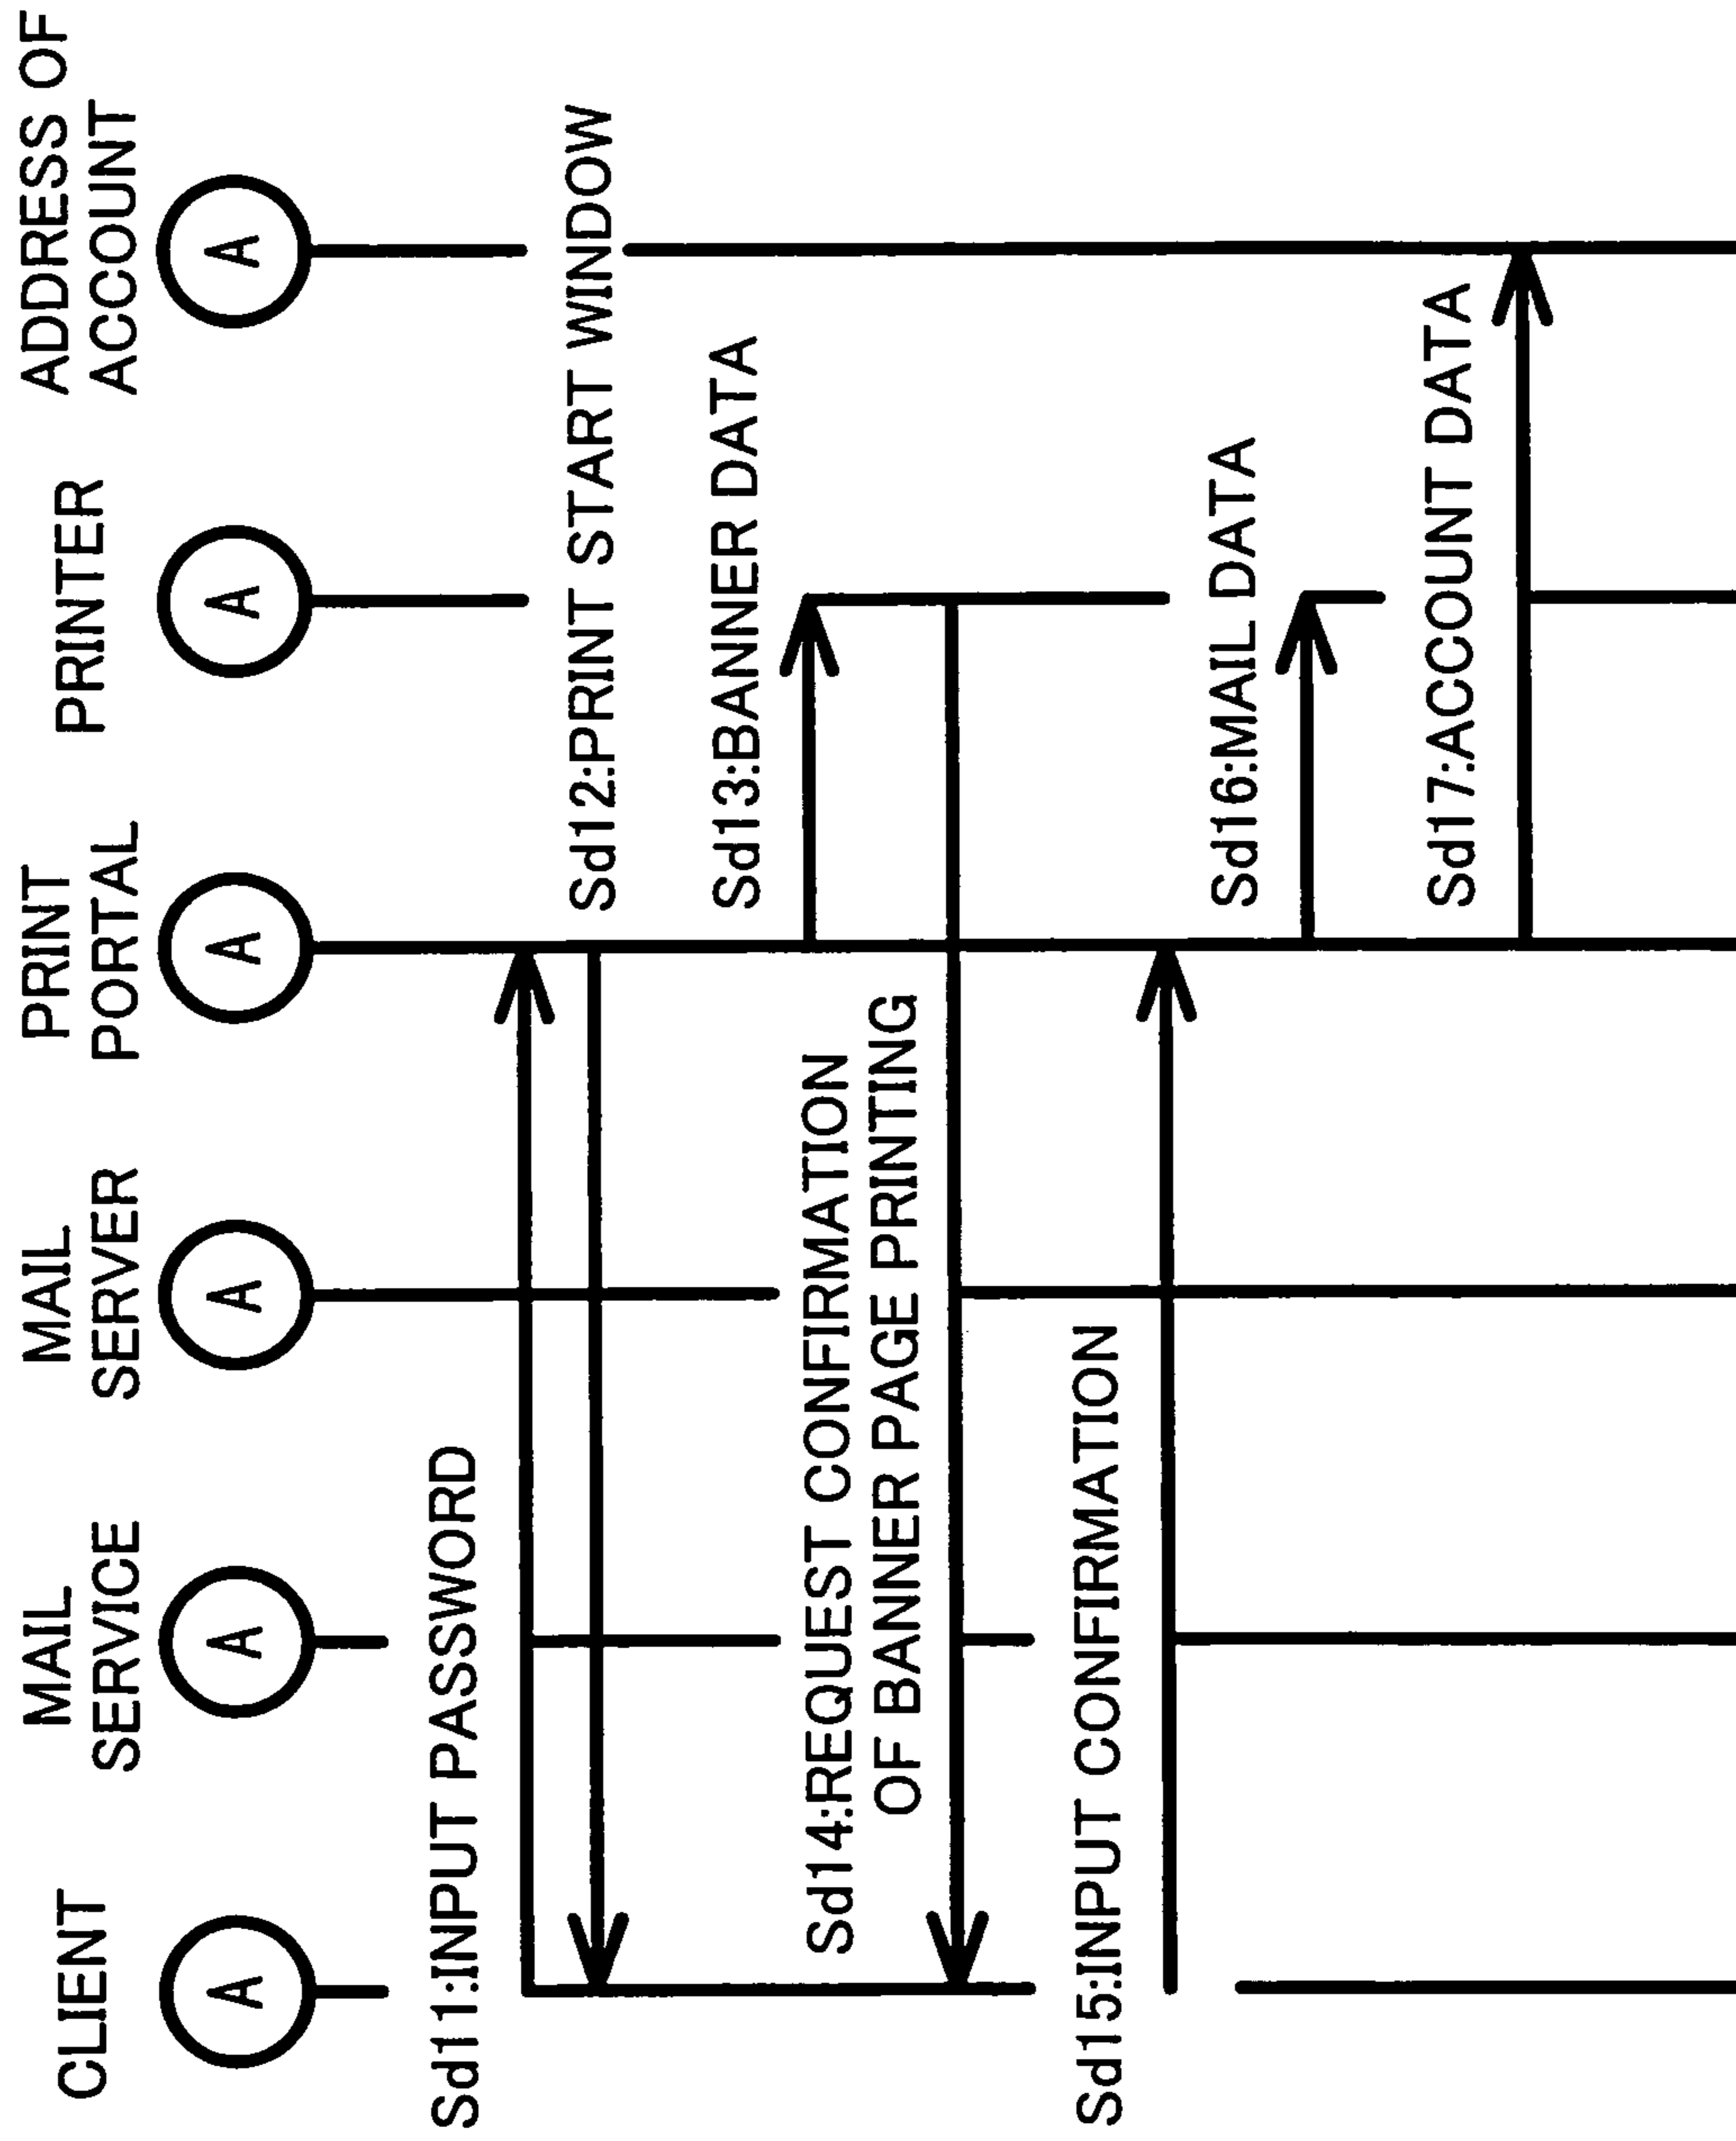 CLIENT
MAIL
SERVICE
MAIL
SERVER
PRINT
PORTAL
PRINTER
ADDRESS OF
ACCOUNT
A
A
A
A
A
A
Sd11:INPUT PASSWORD
Sd12:PRINT START WINDOW
Sd13:BANNER DATA
Sd14:REQUEST CONFIRMATION
OF BANNER PAGE PRINTING
Sd15:INPUT CONFIRMATION
Sd16:MAIL DATA
Sd17:ACCOUNT DATA